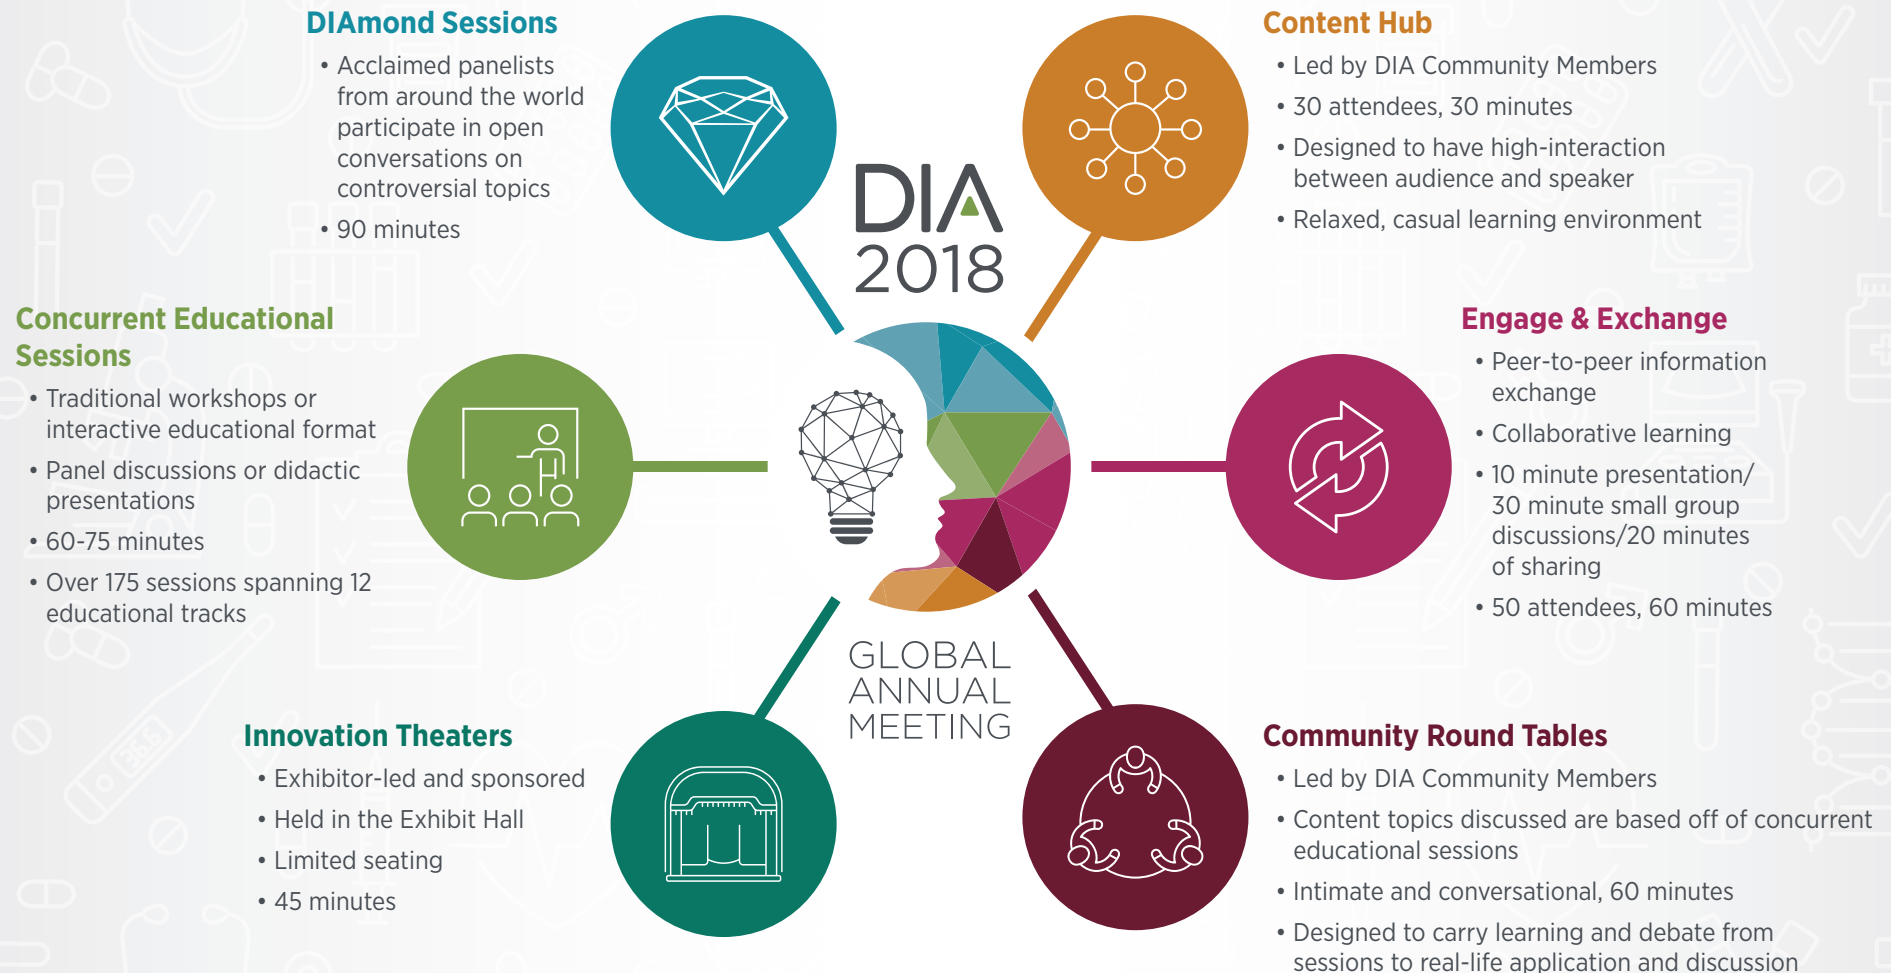 DIAmond Sessions
• Acclaimed panelists
from around the world
participate in open
conversations on
controversial topics
• 90 minutes
Content Hub
• Led by DIA Community Members
• 30 attendees, 30 minutes
• Designed to have high-interaction
between audience and speaker
• Relaxed, casual learning environment
DIA
2018
Concurrent Educational
Sessions
• Traditional workshops or
interactive educational format
• Panel discussions or didactic
presentations
• 60-75 minutes
• Over 175 sessions spanning 12
educational tracks
Engage & Exchange
• Peer-to-peer information
exchange
• Collaborative learning
• 10 minute presentation/
30 minute small group
discussions/20 minutes
of sharing
• 50 attendees, 60 minutes
GLOBAL
ANNUAL
MEETING
Innovation Theaters
• Exhibitor-led and sponsored
• Held in the Exhibit Hall
• Limited seating
• 45 minutes
Community Round Tables
• Led by DIA Community Members
• Content topics discussed are based off of concurrent
educational sessions
• Intimate and conversational, 60 minutes
• Designed to carry learning and debate from
sessions to real-life application and discussion
36.6